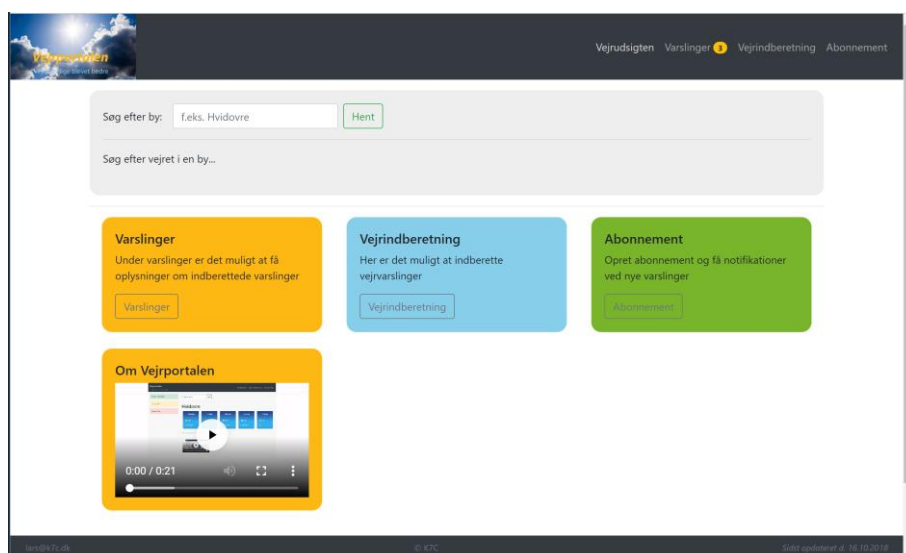 Vejrportalen
Vejrudsigten Varslinger 3 Vejrindberetning Abonnement
Søg efter by: f.eks. Hvidovre Hent
Søg efter vejret i en by...
Varslinger
Under varslinger er det muligt at få
oplysninger om indberettede varslinger
Varslinger
Vejrindberetning
Her er det muligt at indberette
vejrvarslinger
Vejrindberetning
Abonnement
Opret abonnement og få notifikationer
ved nye varslinger
Abonnement
Om Vejrportalen
0:00 / 0:21
lars@k7c.dk © K7C Sidst opdateret d. 16.10.2018